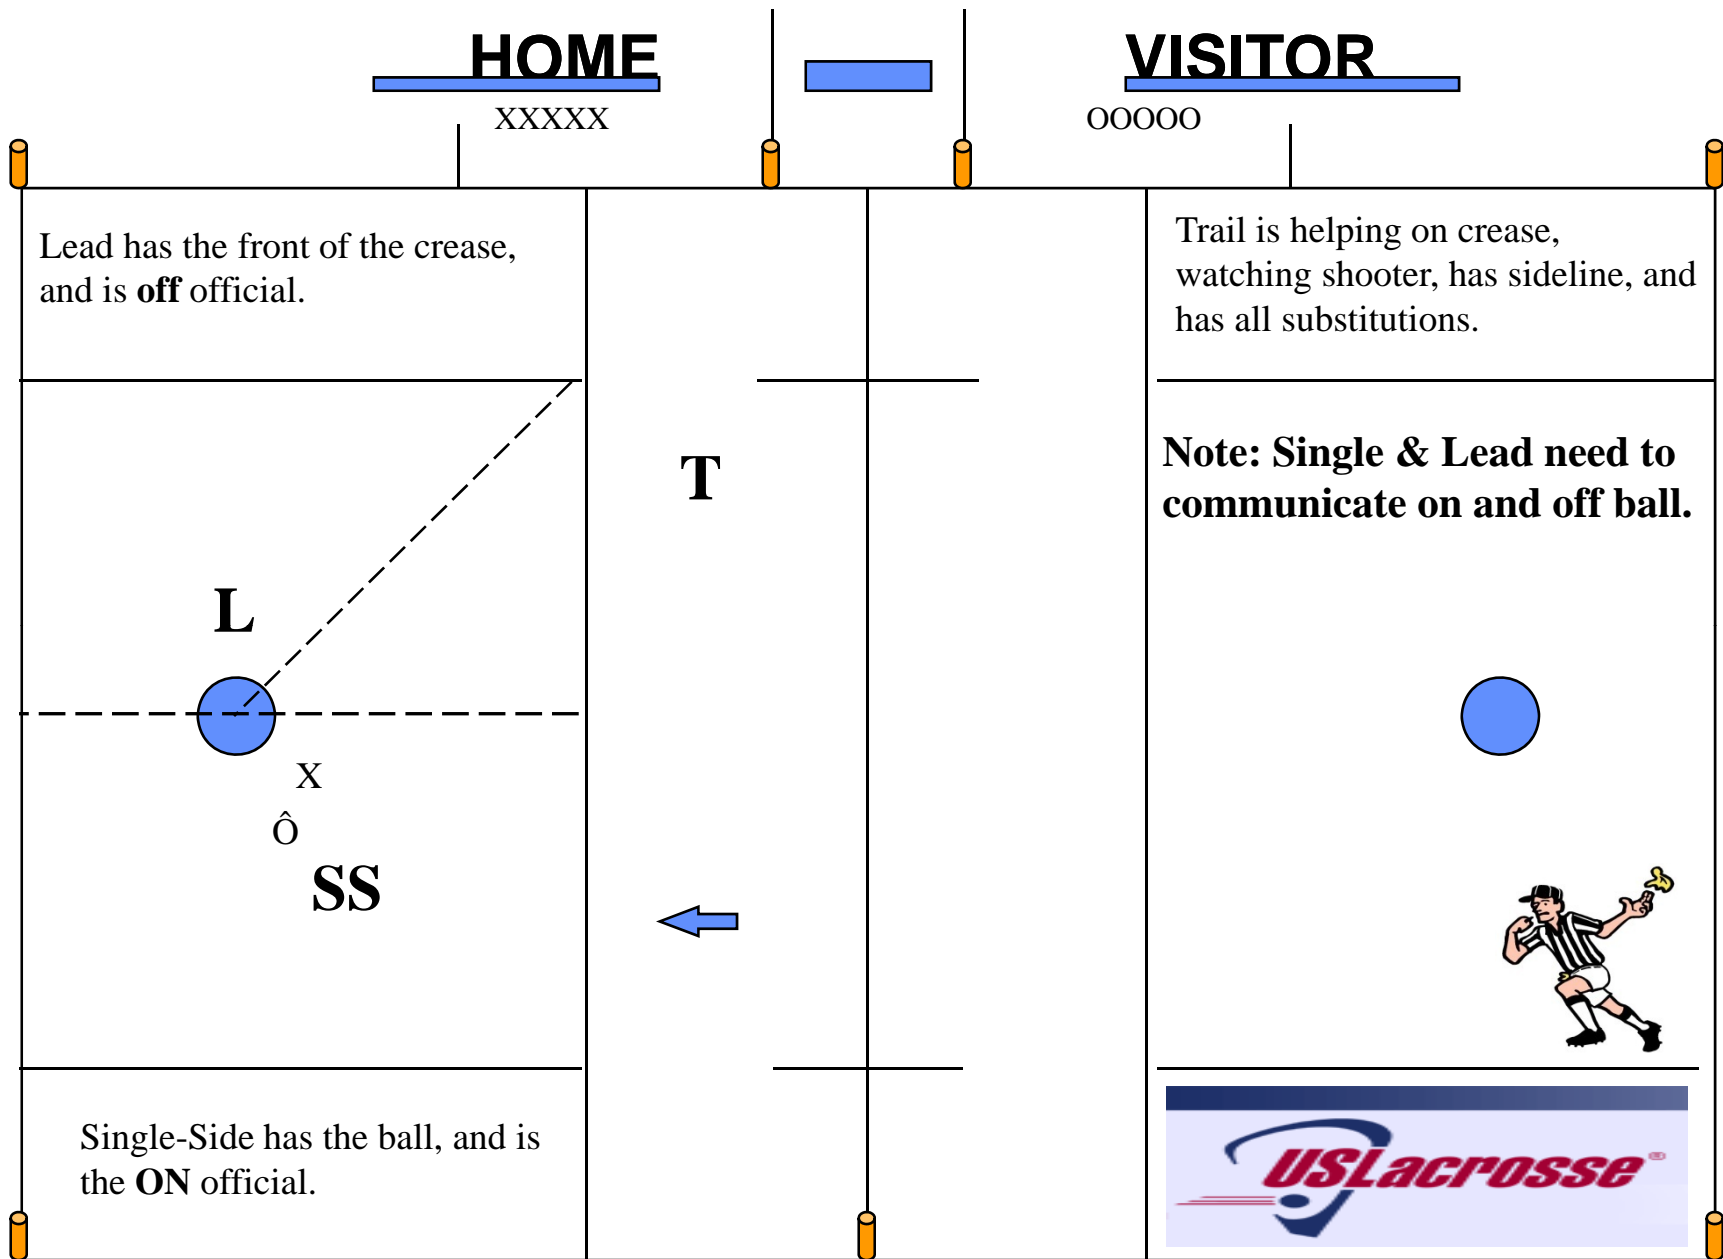 HOME
VISITOR
XXXXX
OOOOO
Lead has the front of the crease,
and is off official.
Trail is helping on crease,
watching shooter, has sideline, and
has all substitutions.
T
Note: Single & Lead need to
communicate on and off ball.
L
X
Ô
SS
Single-Side has the ball, and is
the ON official.
USLacrosse®